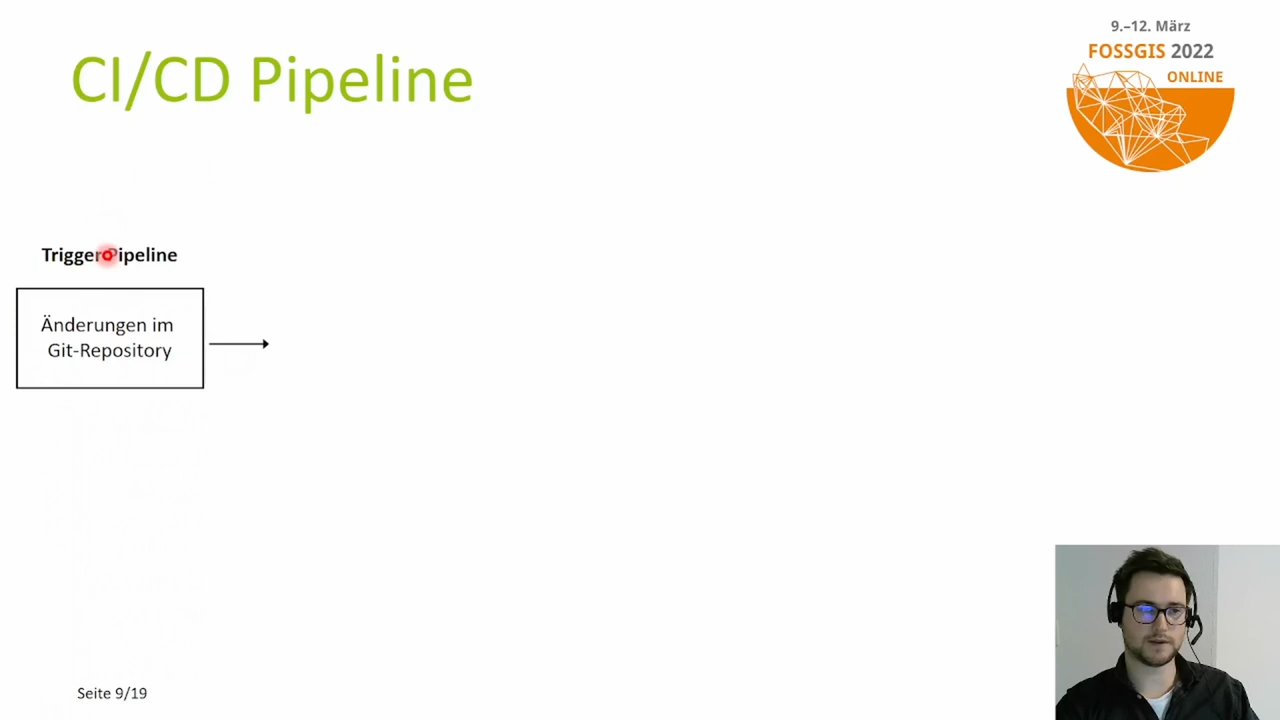 CI/CD Pipeline
9.–12. März
FOSSGIS 2022
ONLINE
Trigger Pipeline
Änderungen im
Git-Repository
Seite 9/19